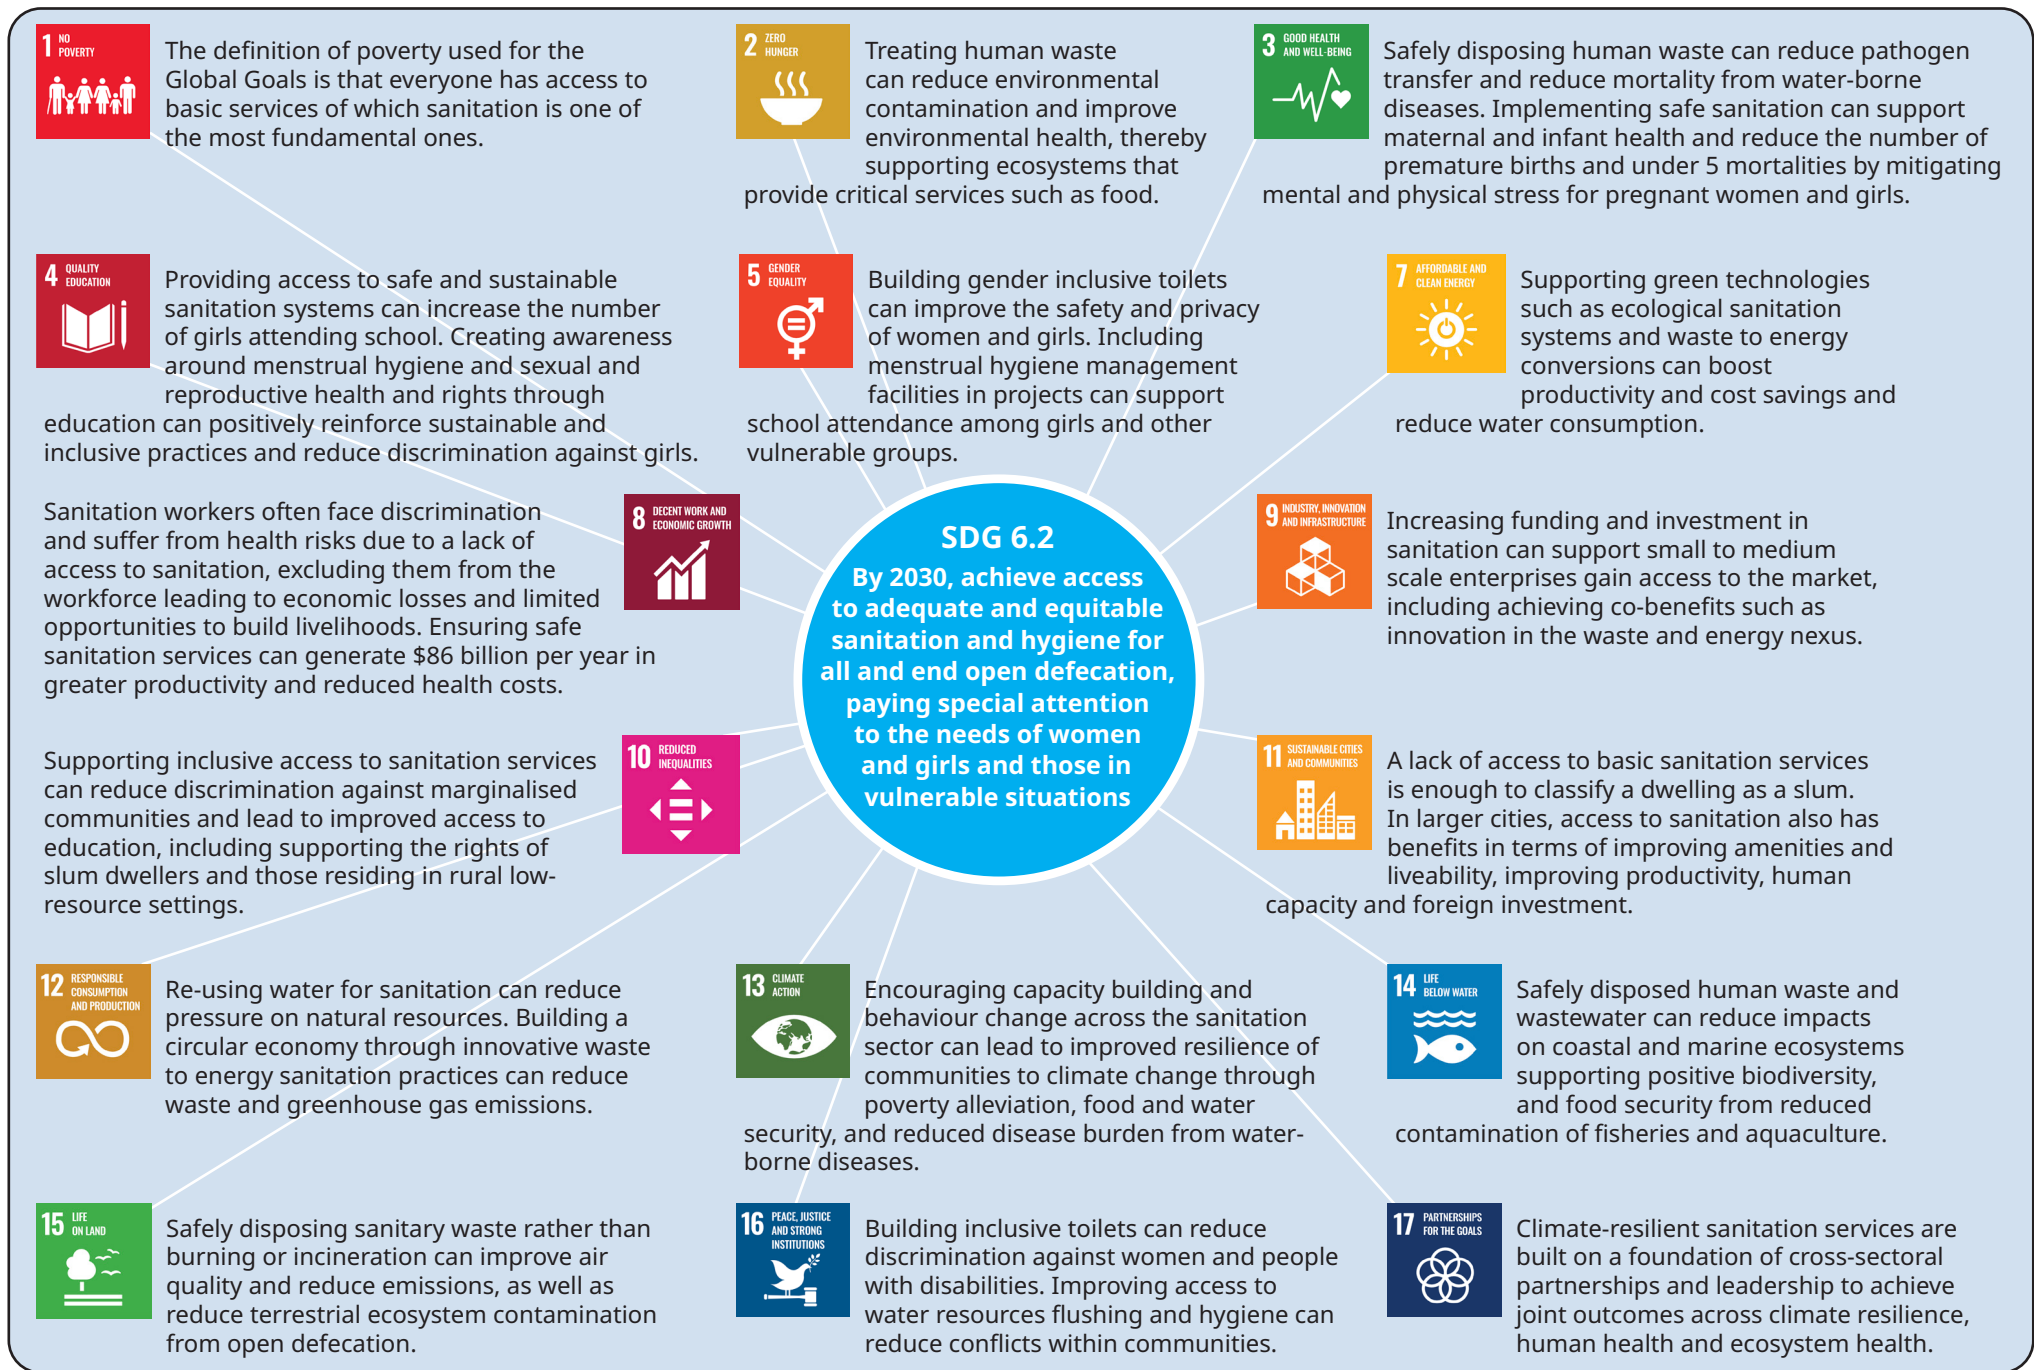 1 NO
POVERTY
The definition of poverty used for the
Global Goals is that everyone has access to
basic services of which sanitation is one of
the most fundamental ones.
2 ZERO
HUNGER
Treating human waste
can reduce environmental
contamination and improve
environmental health, thereby
supporting ecosystems that
provide critical services such as food.
3 GOOD HEALTH
AND WELL-BEING
Safely disposing human waste can reduce pathogen
transfer and reduce mortality from water-borne
diseases. Implementing safe sanitation can support
maternal and infant health and reduce the number of
premature births and under 5 mortalities by mitigating
mental and physical stress for pregnant women and girls.
4 QUALITY
EDUCATION
Providing access to safe and sustainable
sanitation systems can increase the number
of girls attending school. Creating awareness
around menstrual hygiene and sexual and
reproductive health and rights through
education can positively reinforce sustainable and
inclusive practices and reduce discrimination against girls.
5 GENDER
EQUALITY
Building gender inclusive toilets
can improve the safety and privacy
of women and girls. Including
menstrual hygiene management
facilities in projects can support
school attendance among girls and other
vulnerable groups.
7 AFFORDABLE AND
CLEAN ENERGY
Supporting green technologies
such as ecological sanitation
systems and waste to energy
conversions can boost
productivity and cost savings and
reduce water consumption.
Sanitation workers often face discrimination
and suffer from health risks due to a lack of
access to sanitation, excluding them from the
workforce leading to economic losses and limited
opportunities to build livelihoods. Ensuring safe
sanitation services can generate $86 billion per year in
greater productivity and reduced health costs.
8 DECENT WORK AND
ECONOMIC GROWTH
SDG 6.2
By 2030, achieve access
to adequate and equitable
sanitation and hygiene for
all and end open defecation,
paying special attention
to the needs of women
and girls and those in
vulnerable situations
9 INDUSTRY, INNOVATION
AND INFRASTRUCTURE
Increasing funding and investment in
sanitation can support small to medium
scale enterprises gain access to the market,
including achieving co-benefits such as
innovation in the waste and energy nexus.
Supporting inclusive access to sanitation services
can reduce discrimination against marginalised
communities and lead to improved access to
education, including supporting the rights of
slum dwellers and those residing in rural low-
resource settings.
10 REDUCED
INEQUALITIES
11 SUSTAINABLE CITIES
AND COMMUNITIES
A lack of access to basic sanitation services
is enough to classify a dwelling as a slum.
In larger cities, access to sanitation also has
benefits in terms of improving amenities and
liveability, improving productivity, human
capacity and foreign investment.
12 RESPONSIBLE
CONSUMPTION
AND PRODUCTION
Re-using water for sanitation can reduce
pressure on natural resources. Building a
circular economy through innovative waste
to energy sanitation practices can reduce
waste and greenhouse gas emissions.
13 CLIMATE
ACTION
Encouraging capacity building and
behaviour change across the sanitation
sector can lead to improved resilience of
communities to climate change through
poverty alleviation, food and water
security, and reduced disease burden from water-
borne diseases.
14 LIFE
BELOW WATER
Safely disposed human waste and
wastewater can reduce impacts
on coastal and marine ecosystems
supporting positive biodiversity,
and food security from reduced
contamination of fisheries and aquaculture.
15 LIFE
ON LAND
Safely disposing sanitary waste rather than
burning or incineration can improve air
quality and reduce emissions, as well as
reduce terrestrial ecosystem contamination
from open defecation.
16 PEACE, JUSTICE
AND STRONG
INSTITUTIONS
Building inclusive toilets can reduce
discrimination against women and people
with disabilities. Improving access to
water resources flushing and hygiene can
reduce conflicts within communities.
17 PARTNERSHIPS
FOR THE GOALS
Climate-resilient sanitation services are
built on a foundation of cross-sectoral
partnerships and leadership to achieve
joint outcomes across climate resilience,
human health and ecosystem health.